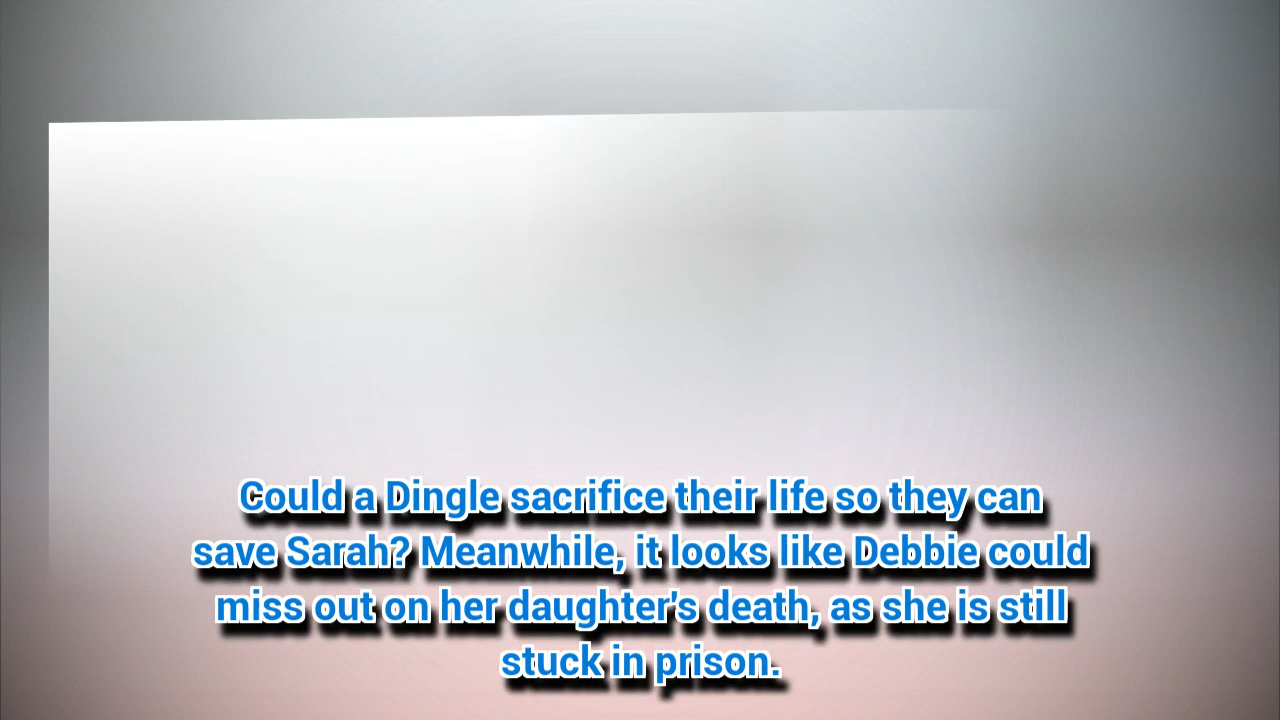 Could a Dingle sacrifice their life so they can
save Sarah? Meanwhile, it looks like Debbie could
miss out on her daughter's death, as she is still
stuck in prison.